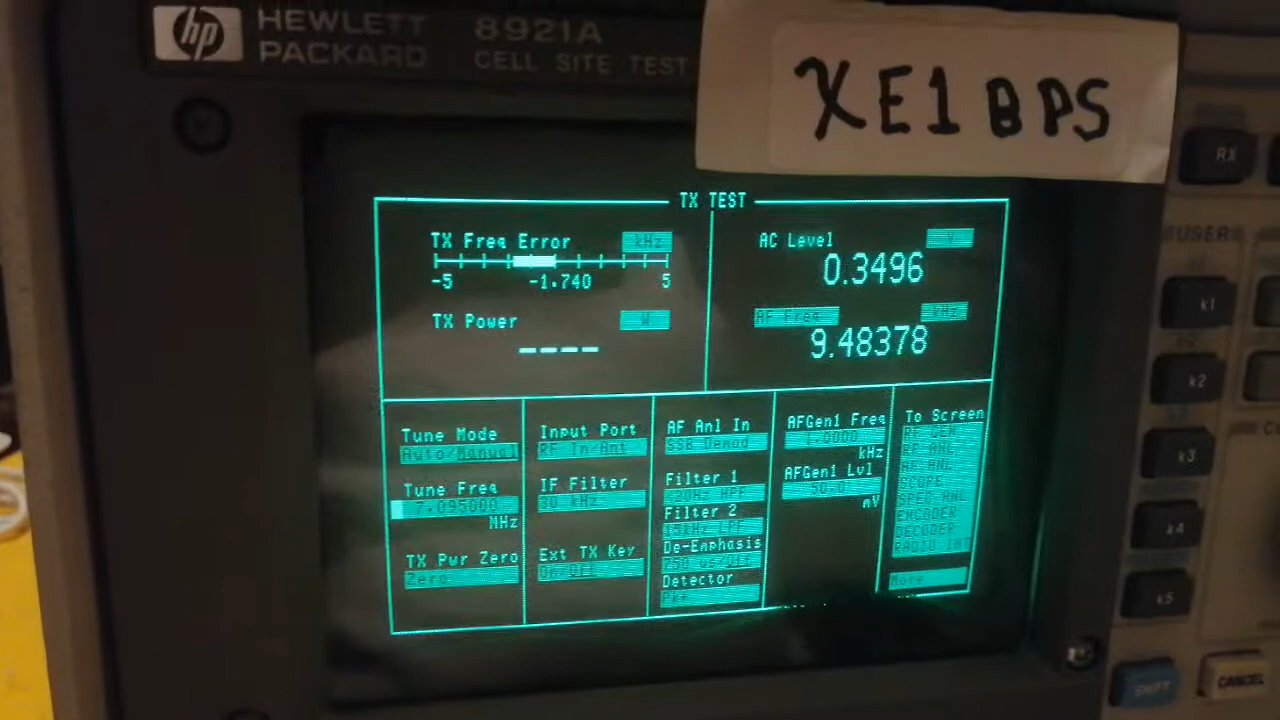 hp HEWLETT PACKARD 8921A
CELL SITE TEST
XE1BPS
TX TEST
TX Freq Error kHz
-5 -1.740 5
TX Power W
----
AC Level V
0.3496
AF Freq kHz
9.48378
Tune Mode
Auto/Manual
Tune Freq
7.095000
MHz
TX Pwr Zero
Zero
Input Port
RF In/Ant
IF Filter
kHz
Ext TX Key
On/Off
AF Anl In
SSB Demod
Filter 1
20Hz HPF
Filter 2
15kHz LPF
De-Emphasis
750 us/Off
Detector
AFGen1 Freq
1.0000
kHz
AFGen1 Lvl
50.0
mV
To Screen
AF GEN
RF ANL
AF ANL
SCOPE
SPEC ANL
ENCODER
DECODER
RADIO INT
More
RX
USER
k1
k2
k3
k4
k5
SHIFT
CANCEL